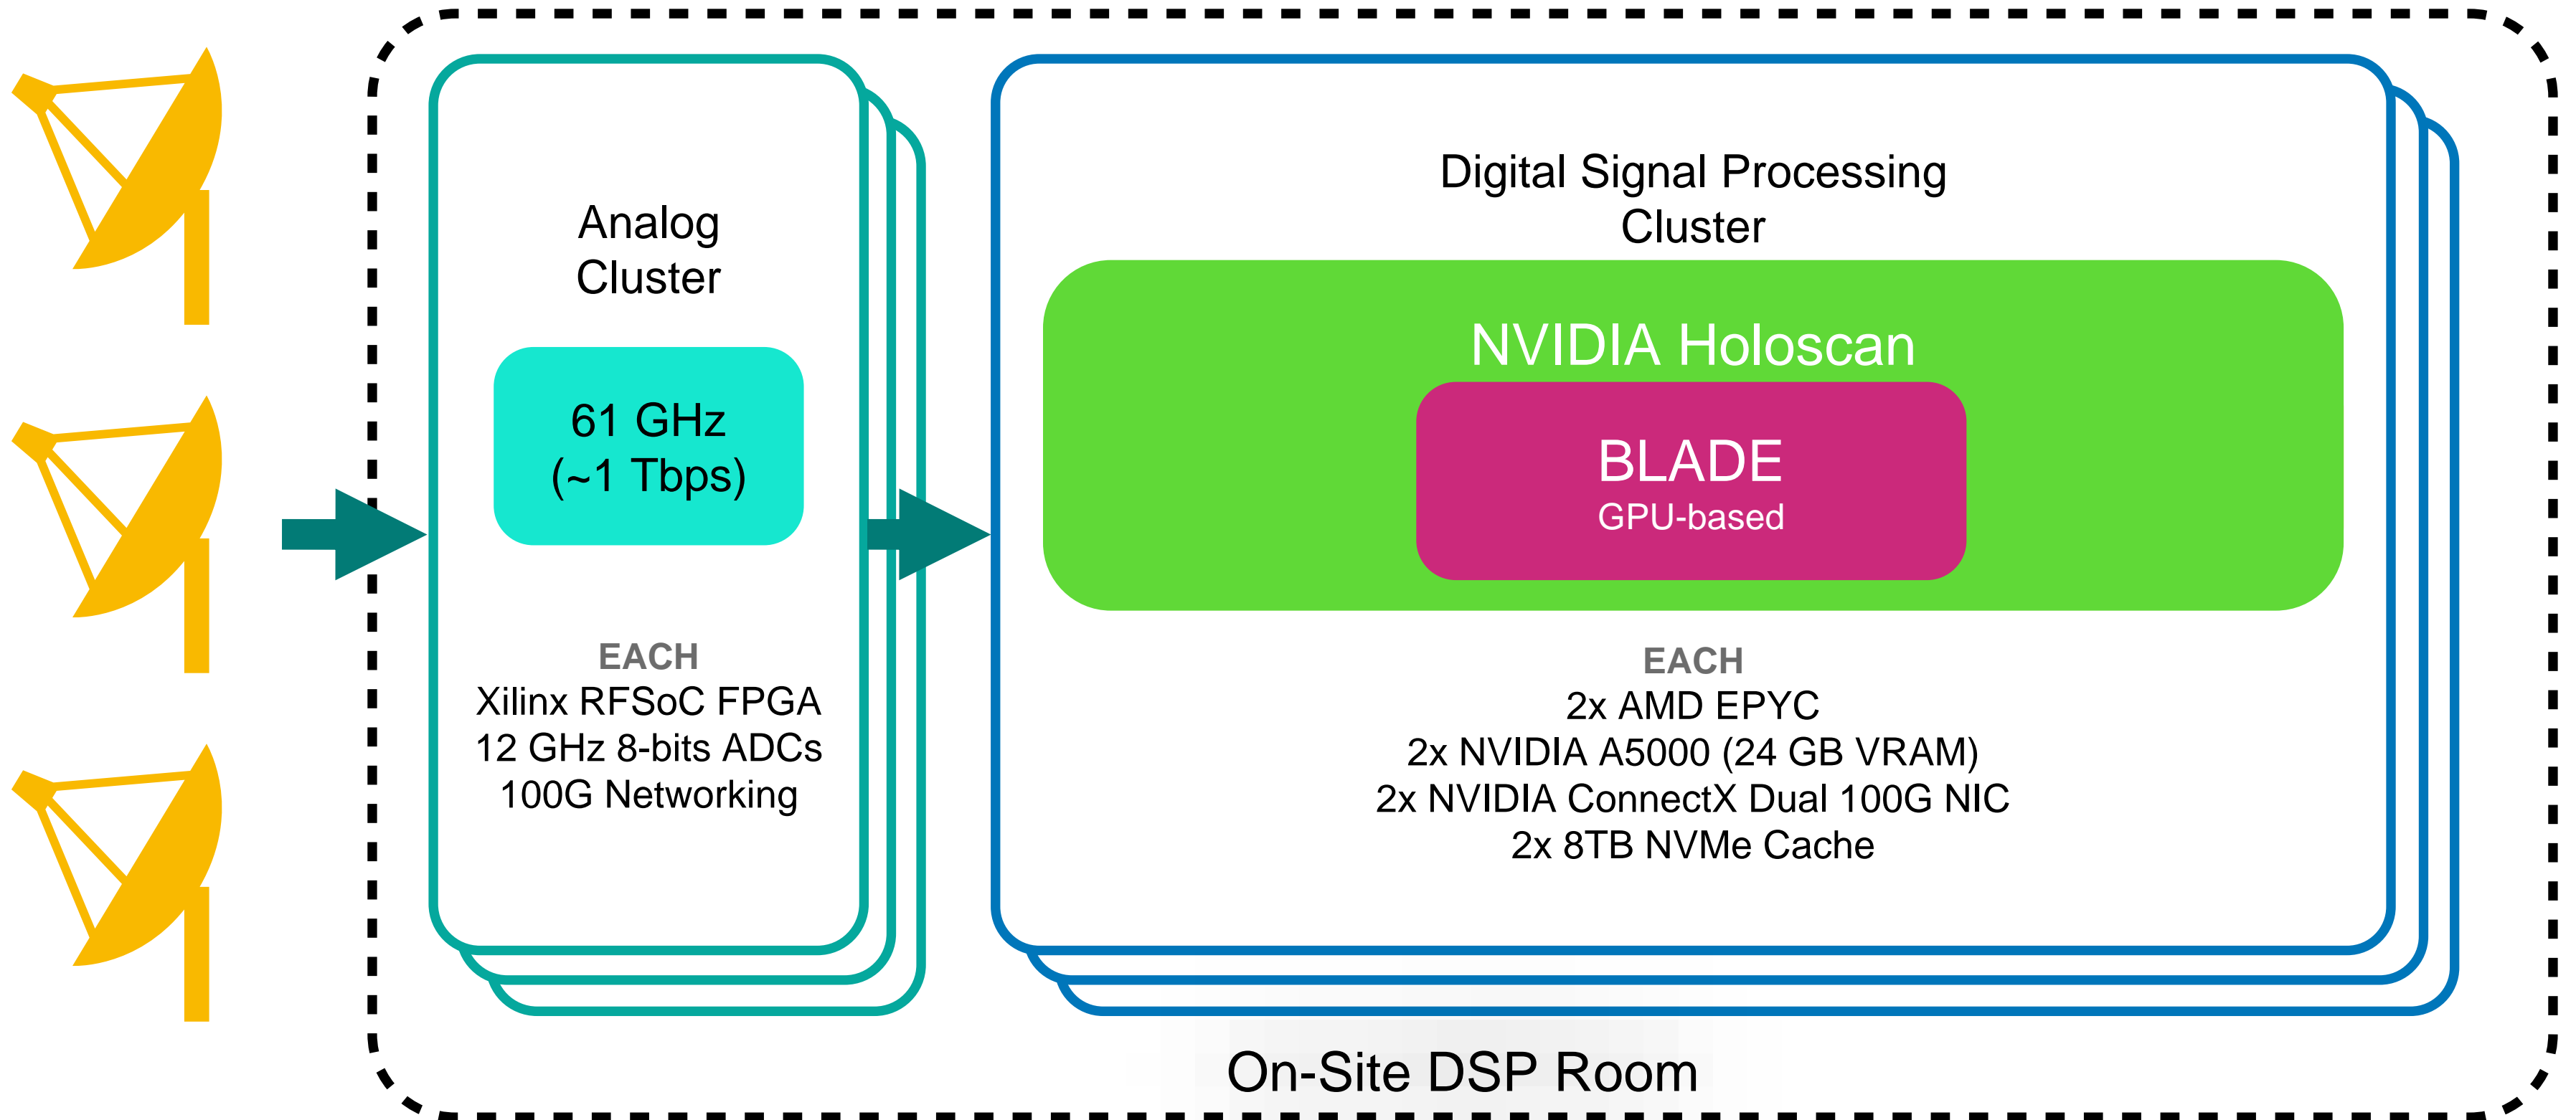 Analog
Cluster
61 GHz
(~1 Tbps)
EACH
Xilinx RFSoC FPGA
12 GHz 8-bits ADCs
100G Networking
Digital Signal Processing
Cluster
NVIDIA Holoscan
BLADE
GPU-based
EACH
2x AMD EPYC
2x NVIDIA A5000 (24 GB VRAM)
2x NVIDIA ConnectX Dual 100G NIC
2x 8TB NVMe Cache
On-Site DSP Room